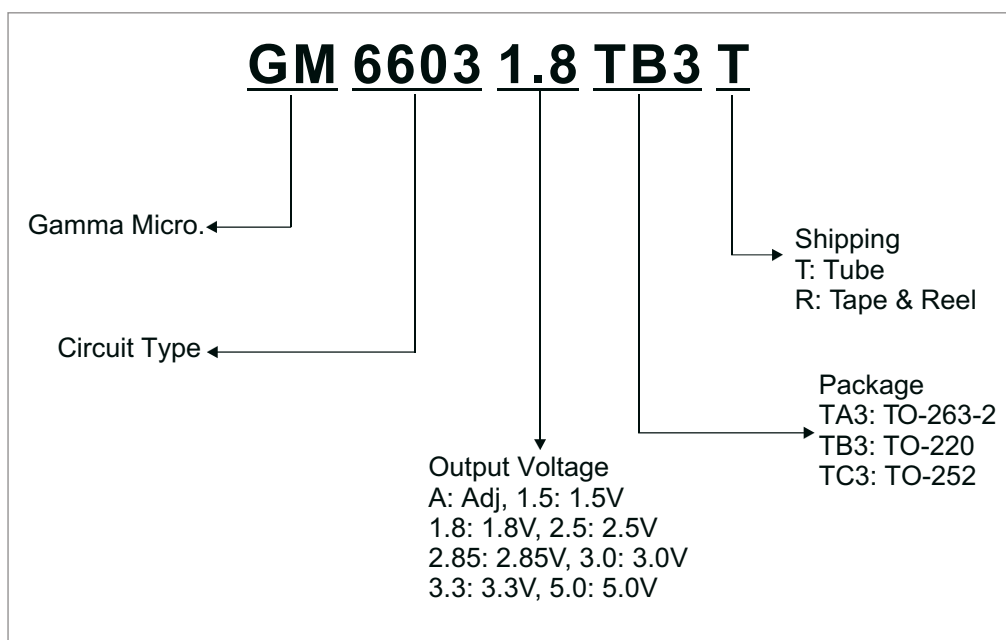 GM 6603 1.8 TB3 T
Gamma Micro.
Shipping
T: Tube
R: Tape & Reel
Circuit Type
Package
TA3: TO-263-2
TB3: TO-220
TC3: TO-252
Output Voltage
A: Adj, 1.5: 1.5V
1.8: 1.8V, 2.5: 2.5V
2.85: 2.85V, 3.0: 3.0V
3.3: 3.3V, 5.0: 5.0V